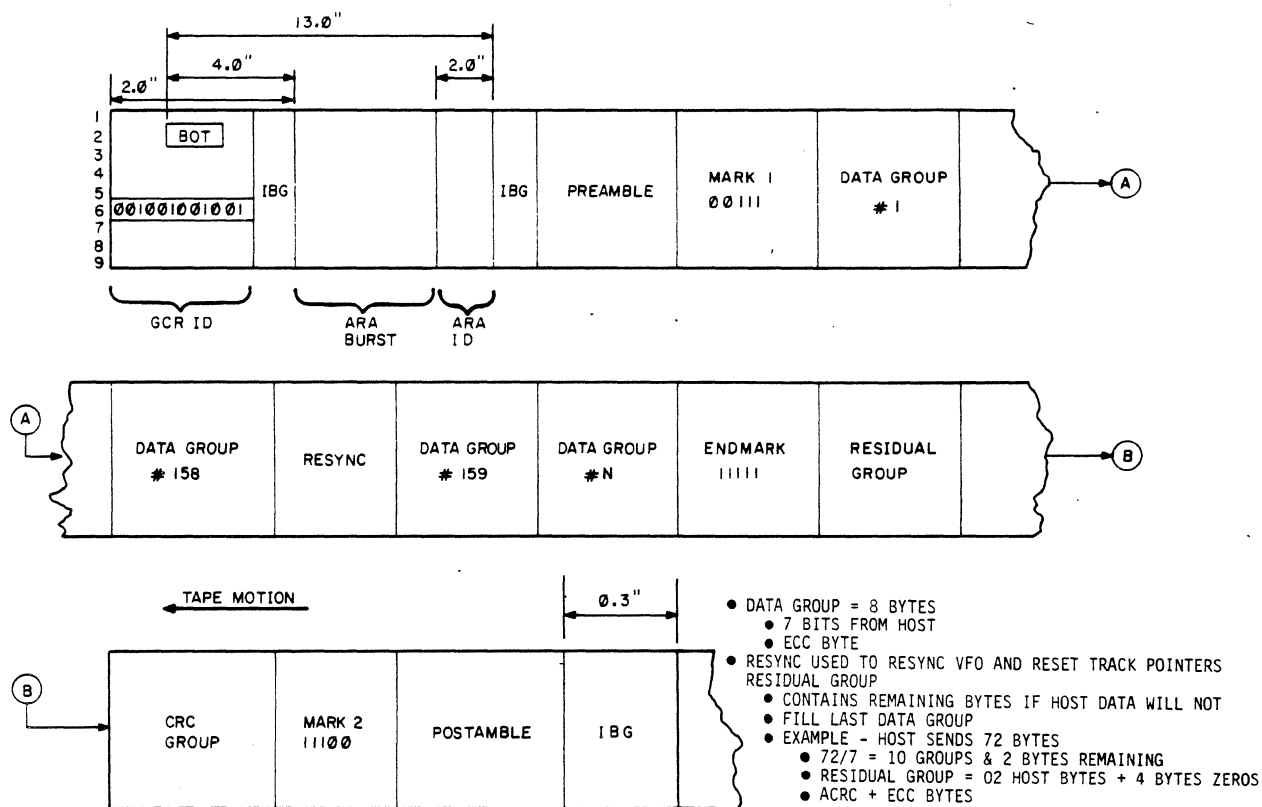 13.0"
4.0"
2.0"
2.0"
1
2
3
4
5
6
7
8
9
BOT
001001001001
IBG
IBG
PREAMBLE
MARK 1
00111
DATA GROUP
# 1
A
GCR ID
ARA
BURST
ARA
ID
A
DATA GROUP
# 158
RESYNC
DATA GROUP
# 159
DATA GROUP
# N
ENDMARK
11111
RESIDUAL
GROUP
B
TAPE MOTION
0.3"
B
CRC
GROUP
MARK 2
11100
POSTAMBLE
IBG
● DATA GROUP = 8 BYTES
● 7 BITS FROM HOST
● ECC BYTE
● RESYNC USED TO RESYNC VFO AND RESET TRACK POINTERS
RESIDUAL GROUP
● CONTAINS REMAINING BYTES IF HOST DATA WILL NOT
● FILL LAST DATA GROUP
● EXAMPLE - HOST SENDS 72 BYTES
● 72/7 = 10 GROUPS & 2 BYTES REMAINING
● RESIDUAL GROUP = 02 HOST BYTES + 4 BYTES ZEROS
● ACRC + ECC BYTES